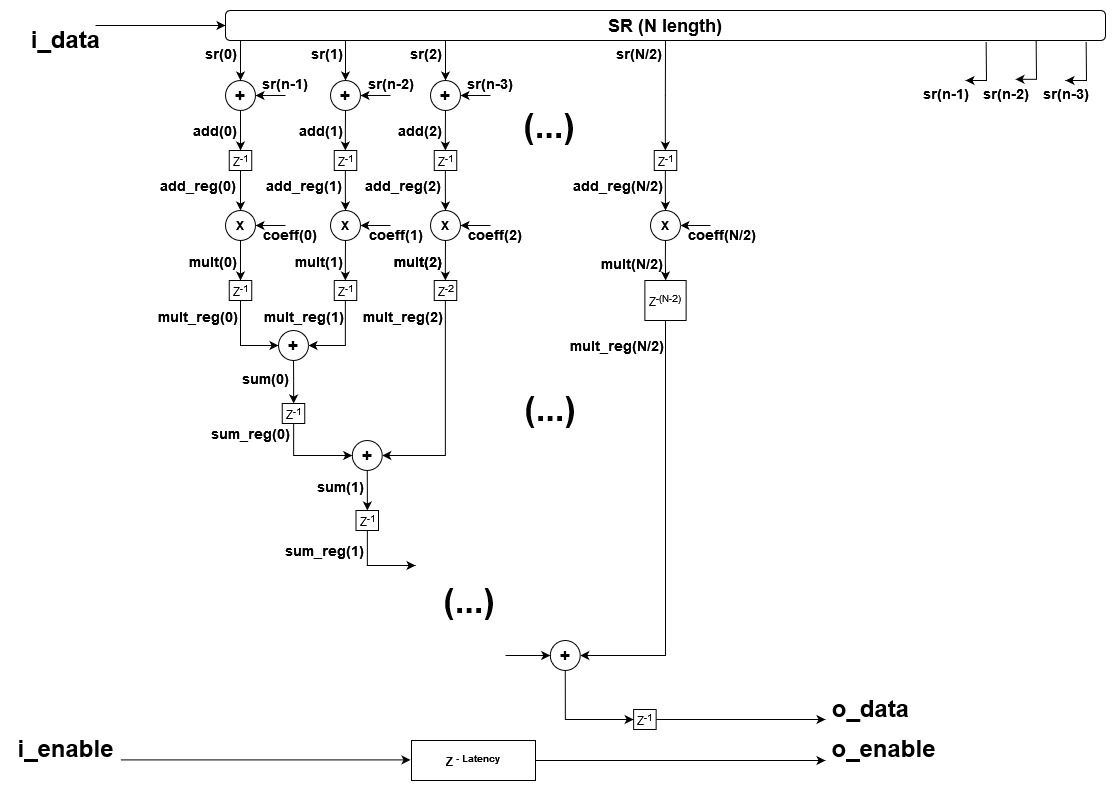 SR (N length)
i_data
sr(0)
sr(1)
sr(2)
sr(N/2)
+
sr(n-1)
+
sr(n-2)
+
sr(n-3)
sr(n-1)
sr(n-2)
sr(n-3)
add(0)
add(1)
add(2)
(...)
Z-1
Z-1
Z-1
Z-1
add_reg(0)
add_reg(1)
add_reg(2)
add_reg(N/2)
x
coeff(0)
x
coeff(1)
x
coeff(2)
x
coeff(N/2)
mult(0)
mult(1)
mult(2)
mult(N/2)
Z-1
Z-1
Z-2
Z-(N-2)
mult_reg(0)
mult_reg(1)
mult_reg(2)
mult_reg(N/2)
+
sum(0)
Z-1
(...)
sum_reg(0)
+
sum(1)
Z-1
sum_reg(1)
(...)
+
Z-1
o_data
i_enable
Z - Latency
o_enable